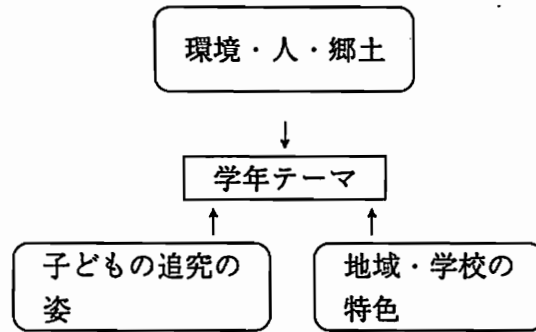 環境・人・郷土
学年テーマ
子どもの追究の
姿
地域・学校の
特色